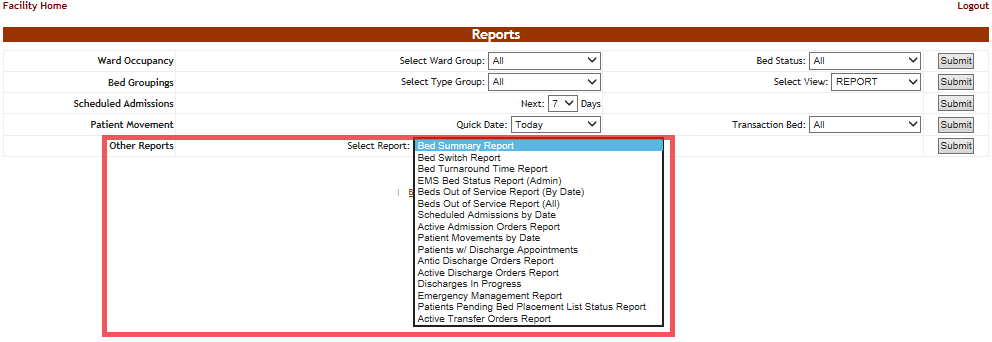 Facility Home Logout
Reports
Ward Occupancy Select Ward Group: All Bed Status: All Submit
Bed Groupings Select Type Group: All Select View: REPORT Submit
Scheduled Admissions Next: 7 Days Submit
Patient Movement Quick Date: Today Transaction Bed: All Submit
Other Reports Select Report: Bed Summary Report Submit
Bed Switch Report
Bed Turnaround Time Report
EMS Bed Status Report (Admin)
| B Beds Out of Service Report (By Date)
Beds Out of Service Report (All)
Scheduled Admissions by Date
Active Admission Orders Report
Patient Movements by Date
Patients w/ Discharge Appointments
Antic Discharge Orders Report
Active Discharge Orders Report
Discharges In Progress
Emergency Management Report
Patients Pending Bed Placement List Status Report
Active Transfer Orders Report